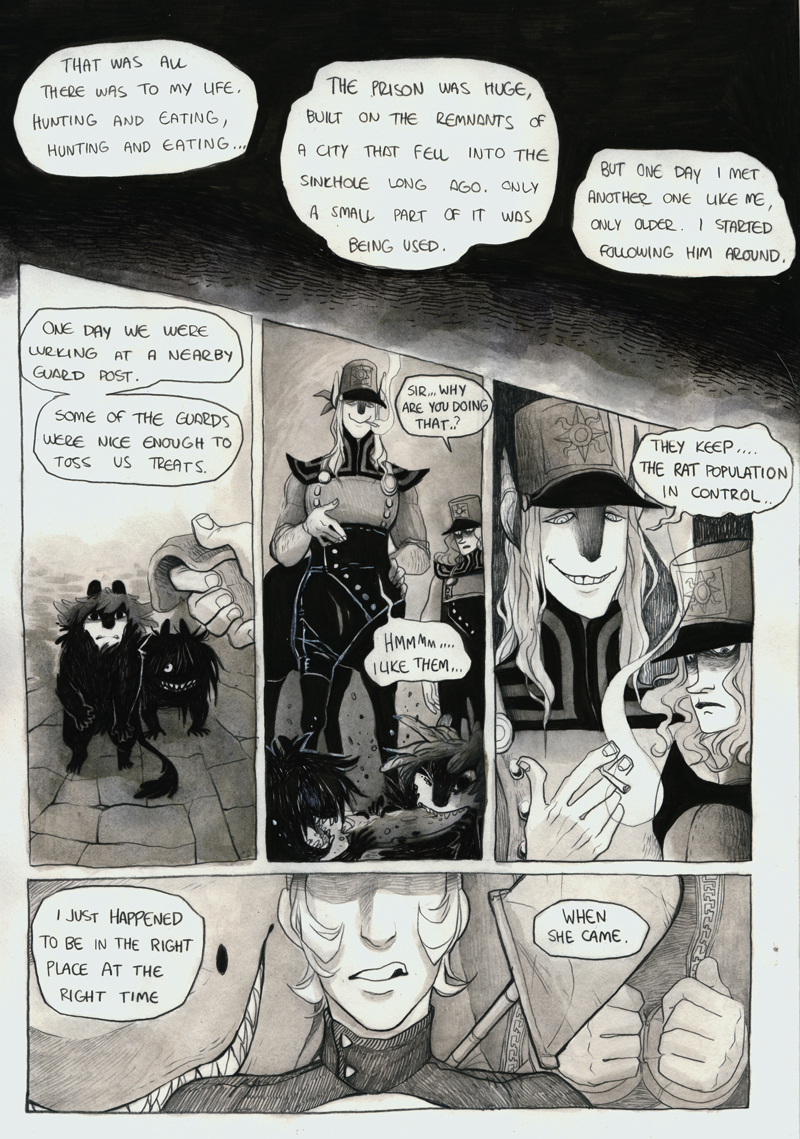 THAT WAS ALL
THERE WAS TO MY LIFE.
HUNTING AND EATING,
HUNTING AND EATING...
THE PRISON WAS HUGE,
BUILT ON THE REMNANTS OF
A CITY THAT FELL INTO THE
SINKHOLE LONG AGO. ONLY
A SMALL PART OF IT WAS
BEING USED.
BUT ONE DAY I MET
ANOTHER ONE LIKE ME,
ONLY OLDER. I STARTED
FOLLOWING HIM AROUND.
ONE DAY WE WERE
LURKING AT A NEARBY
GUARD POST.
SOME OF THE GUARDS
WERE NICE ENOUGH TO
TOSS US TREATS.
SIR... WHY
ARE YOU DOING
THAT..?
HMMMM....
I LIKE THEM...
THEY KEEP....
THE RAT POPULATION
IN CONTROL..
I JUST HAPPENED
TO BE IN THE RIGHT
PLACE AT THE
RIGHT TIME
WHEN
SHE CAME.